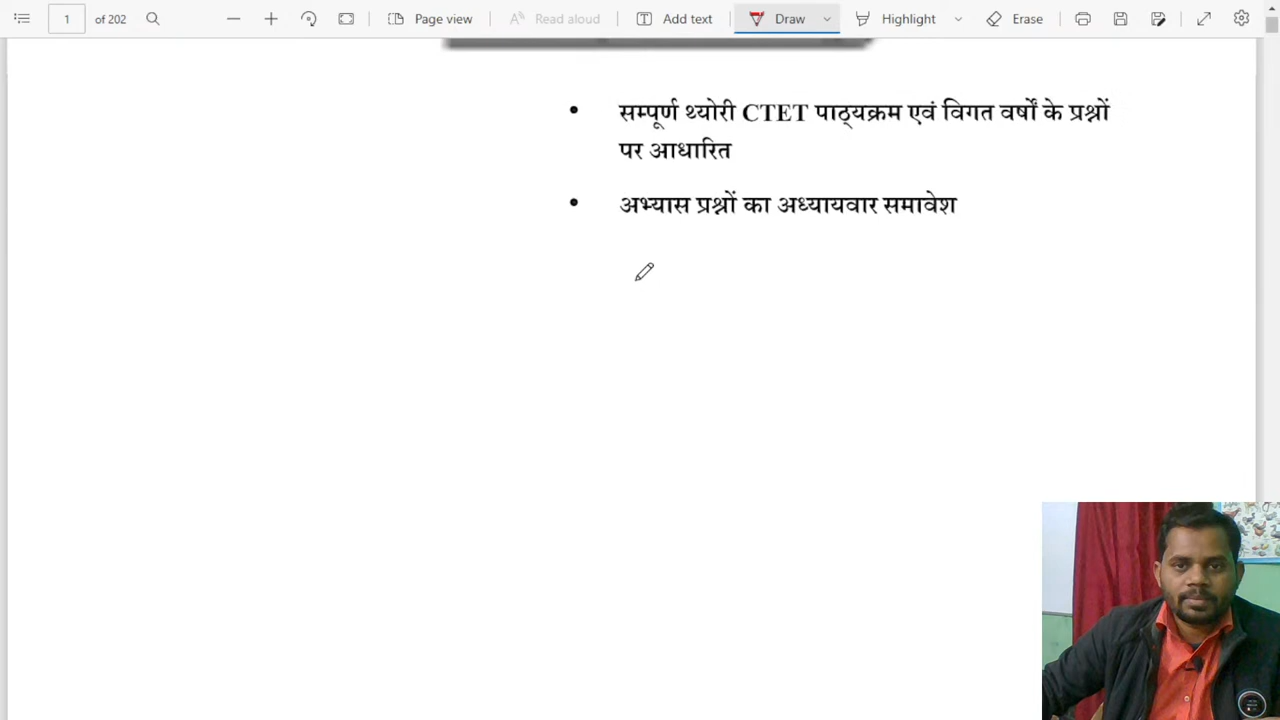 1 of 202 Page view Read aloud Add text Draw Highlight Erase
• सम्पूर्ण थ्योरी CTET पाठ्यक्रम एवं विगत वर्षों के प्रश्नों
पर आधारित
• अभ्यास प्रश्नों का अध्यायवार समावेश